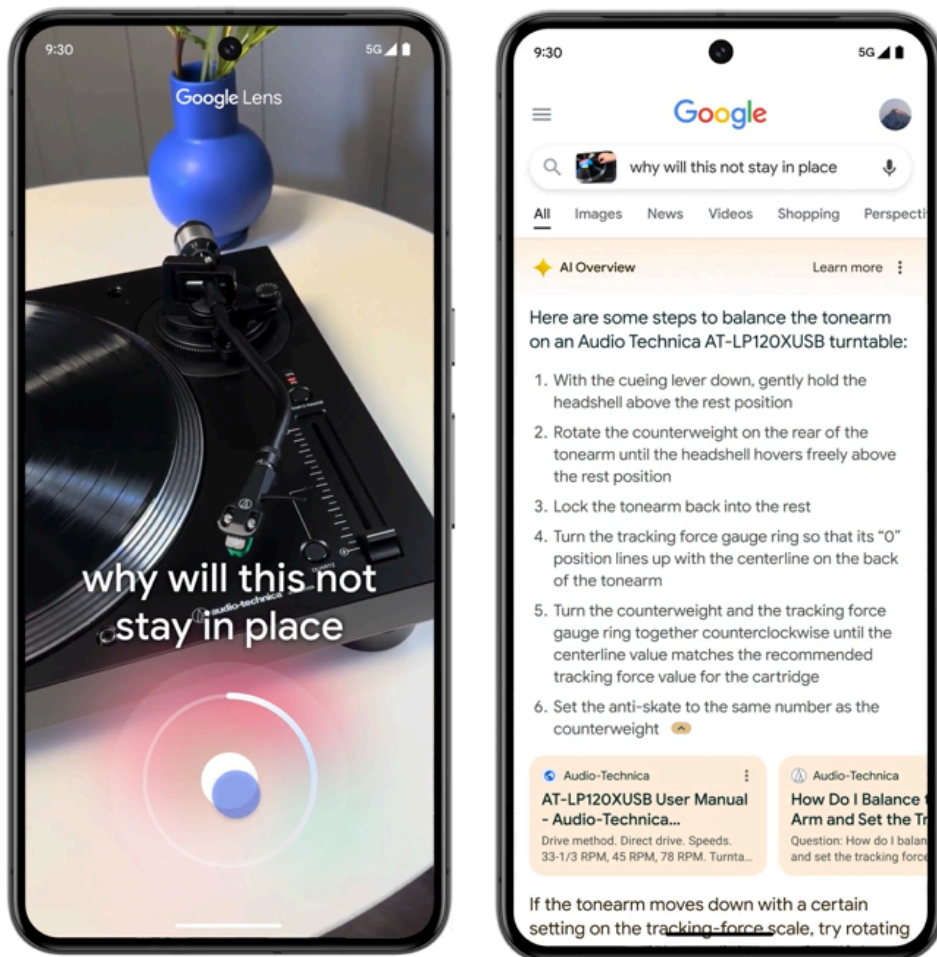 9:30
5G
Google Lens
why will this not
stay in place
audio-technica
9:30
5G
Google
why will this not stay in place
All Images News Videos Shopping Perspecti
AI Overview
Learn more
Here are some steps to balance the tonearm
on an Audio Technica AT-LP120XUSB turntable:
1. With the cueing lever down, gently hold the
headshell above the rest position
2. Rotate the counterweight on the rear of the
tonearm until the headshell hovers freely above
the rest position
3. Lock the tonearm back into the rest
4. Turn the tracking force gauge ring so that its “0”
position lines up with the centerline on the back
of the tonearm
5. Turn the counterweight and the tracking force
gauge ring together counterclockwise until the
centerline value matches the recommended
tracking force value for the cartridge
6. Set the anti-skate to the same number as the
counterweight
Audio-Technica
AT-LP120XUSB User Manual
- Audio-Technica...
Drive method. Direct drive. Speeds.
33-1/3 RPM, 45 RPM, 78 RPM. Turnta...
Audio-Technica
How Do I Balance
Arm and Set the Tr
Question: How do I balan
and set the tracking force
If the tonearm moves down with a certain
setting on the tracking-force scale, try rotating